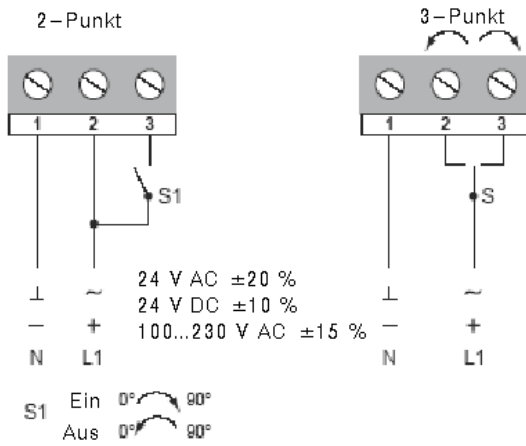 2-Punkt
3-Punkt
1 2 3
1 2 3
S1
S
⊥ ~ 24 V AC ±20 %
24 V DC ±10 %
− + 100...230 V AC ±15 %
N L1
⊥ ~
− +
N L1
S1 Ein 0° 90°
Aus 0° 90°